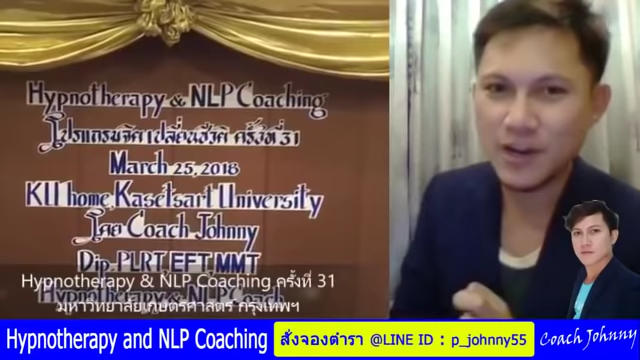 Hypnotherapy & NLP Coaching
โปรแกรมจิต เปลี่ยนชีวิต ครั้งที่ 31
March 25, 2018
KU home, Kasetsart University
โดย Coach Johnny
Dip. PLRT EFT MMT
Hypnotherapy & NLP Coach
Hypnotherapy & NLP Coaching ครั้งที่ 31
มหาวิทยาลัยเกษตรศาสตร์ กรุงเทพฯ
Hypnotherapy and NLP Coaching
สั่งจองตำรา @LINE ID : p_johnny55
Coach Johnny